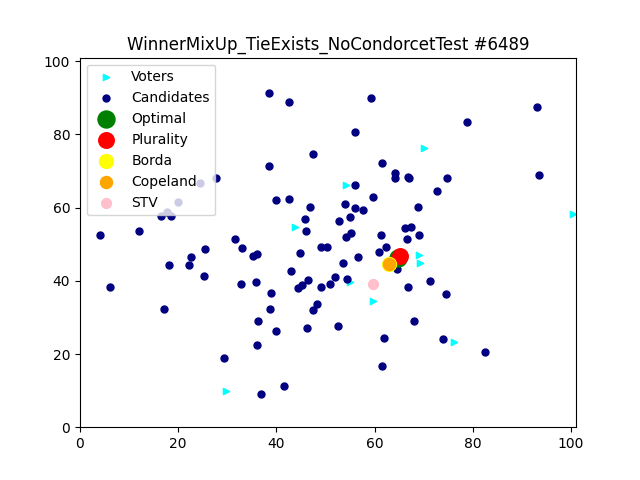 WinnerMixUp_TieExists_NoCondorcetTest #6489
100
80
60
40
20
0
Voters
Candidates
Optimal
Plurality
Borda
Copeland
STV
0 20 40 60 80 100